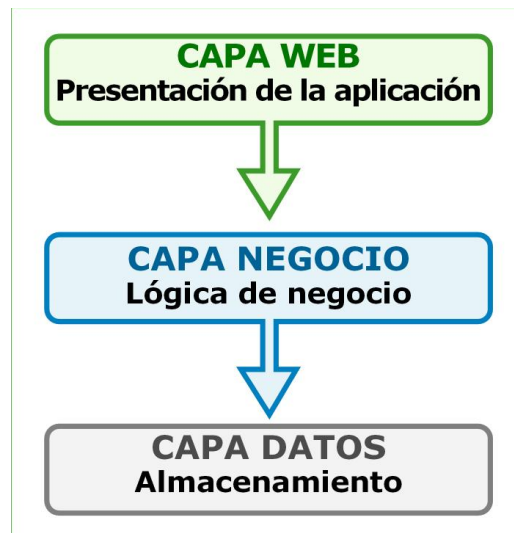 CAPA WEB
Presentación de la aplicación
CAPA NEGOCIO
Lógica de negocio
CAPA DATOS
Almacenamiento